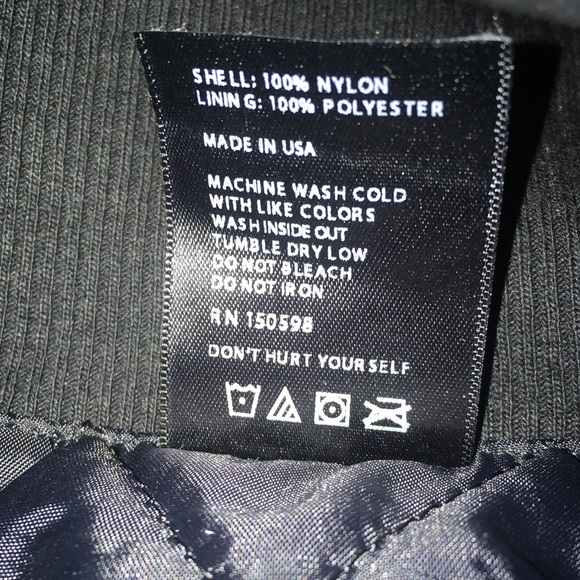 SHELL: 100% NYLON
LINING: 100% POLYESTER
MADE IN USA
MACHINE WASH COLD
WITH LIKE COLORS
WASH INSIDE OUT
TUMBLE DRY LOW
DO NOT BLEACH
DO NOT IRON
RN 150598
DON'T HURT YOURSELF